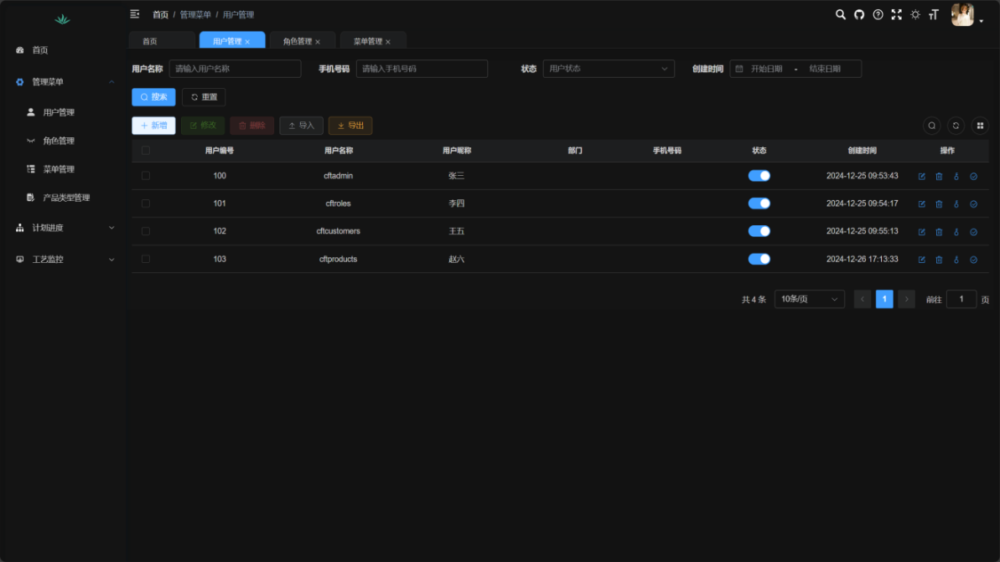 首页 / 管理菜单 / 用户管理
首页
管理菜单
用户管理
角色管理
菜单管理
产品类型管理
计划进度
工艺监控
首页 用户管理 × 角色管理 × 菜单管理 ×
用户名称 请输入用户名称 手机号码 请输入手机号码 状态 用户状态 创建时间 开始日期 - 结束日期
搜索 重置
+ 新增 修改 删除 导入 导出
用户编号 用户名称 用户昵称 部门 手机号码 状态 创建时间 操作
100 cftadmin 张三 2024-12-25 09:53:43
101 cftroles 李四 2024-12-25 09:54:17
102 cftcustomers 王五 2024-12-25 09:55:13
103 cftproducts 赵六 2024-12-26 17:13:33
共 4 条 10条/页 1 前往 1 页